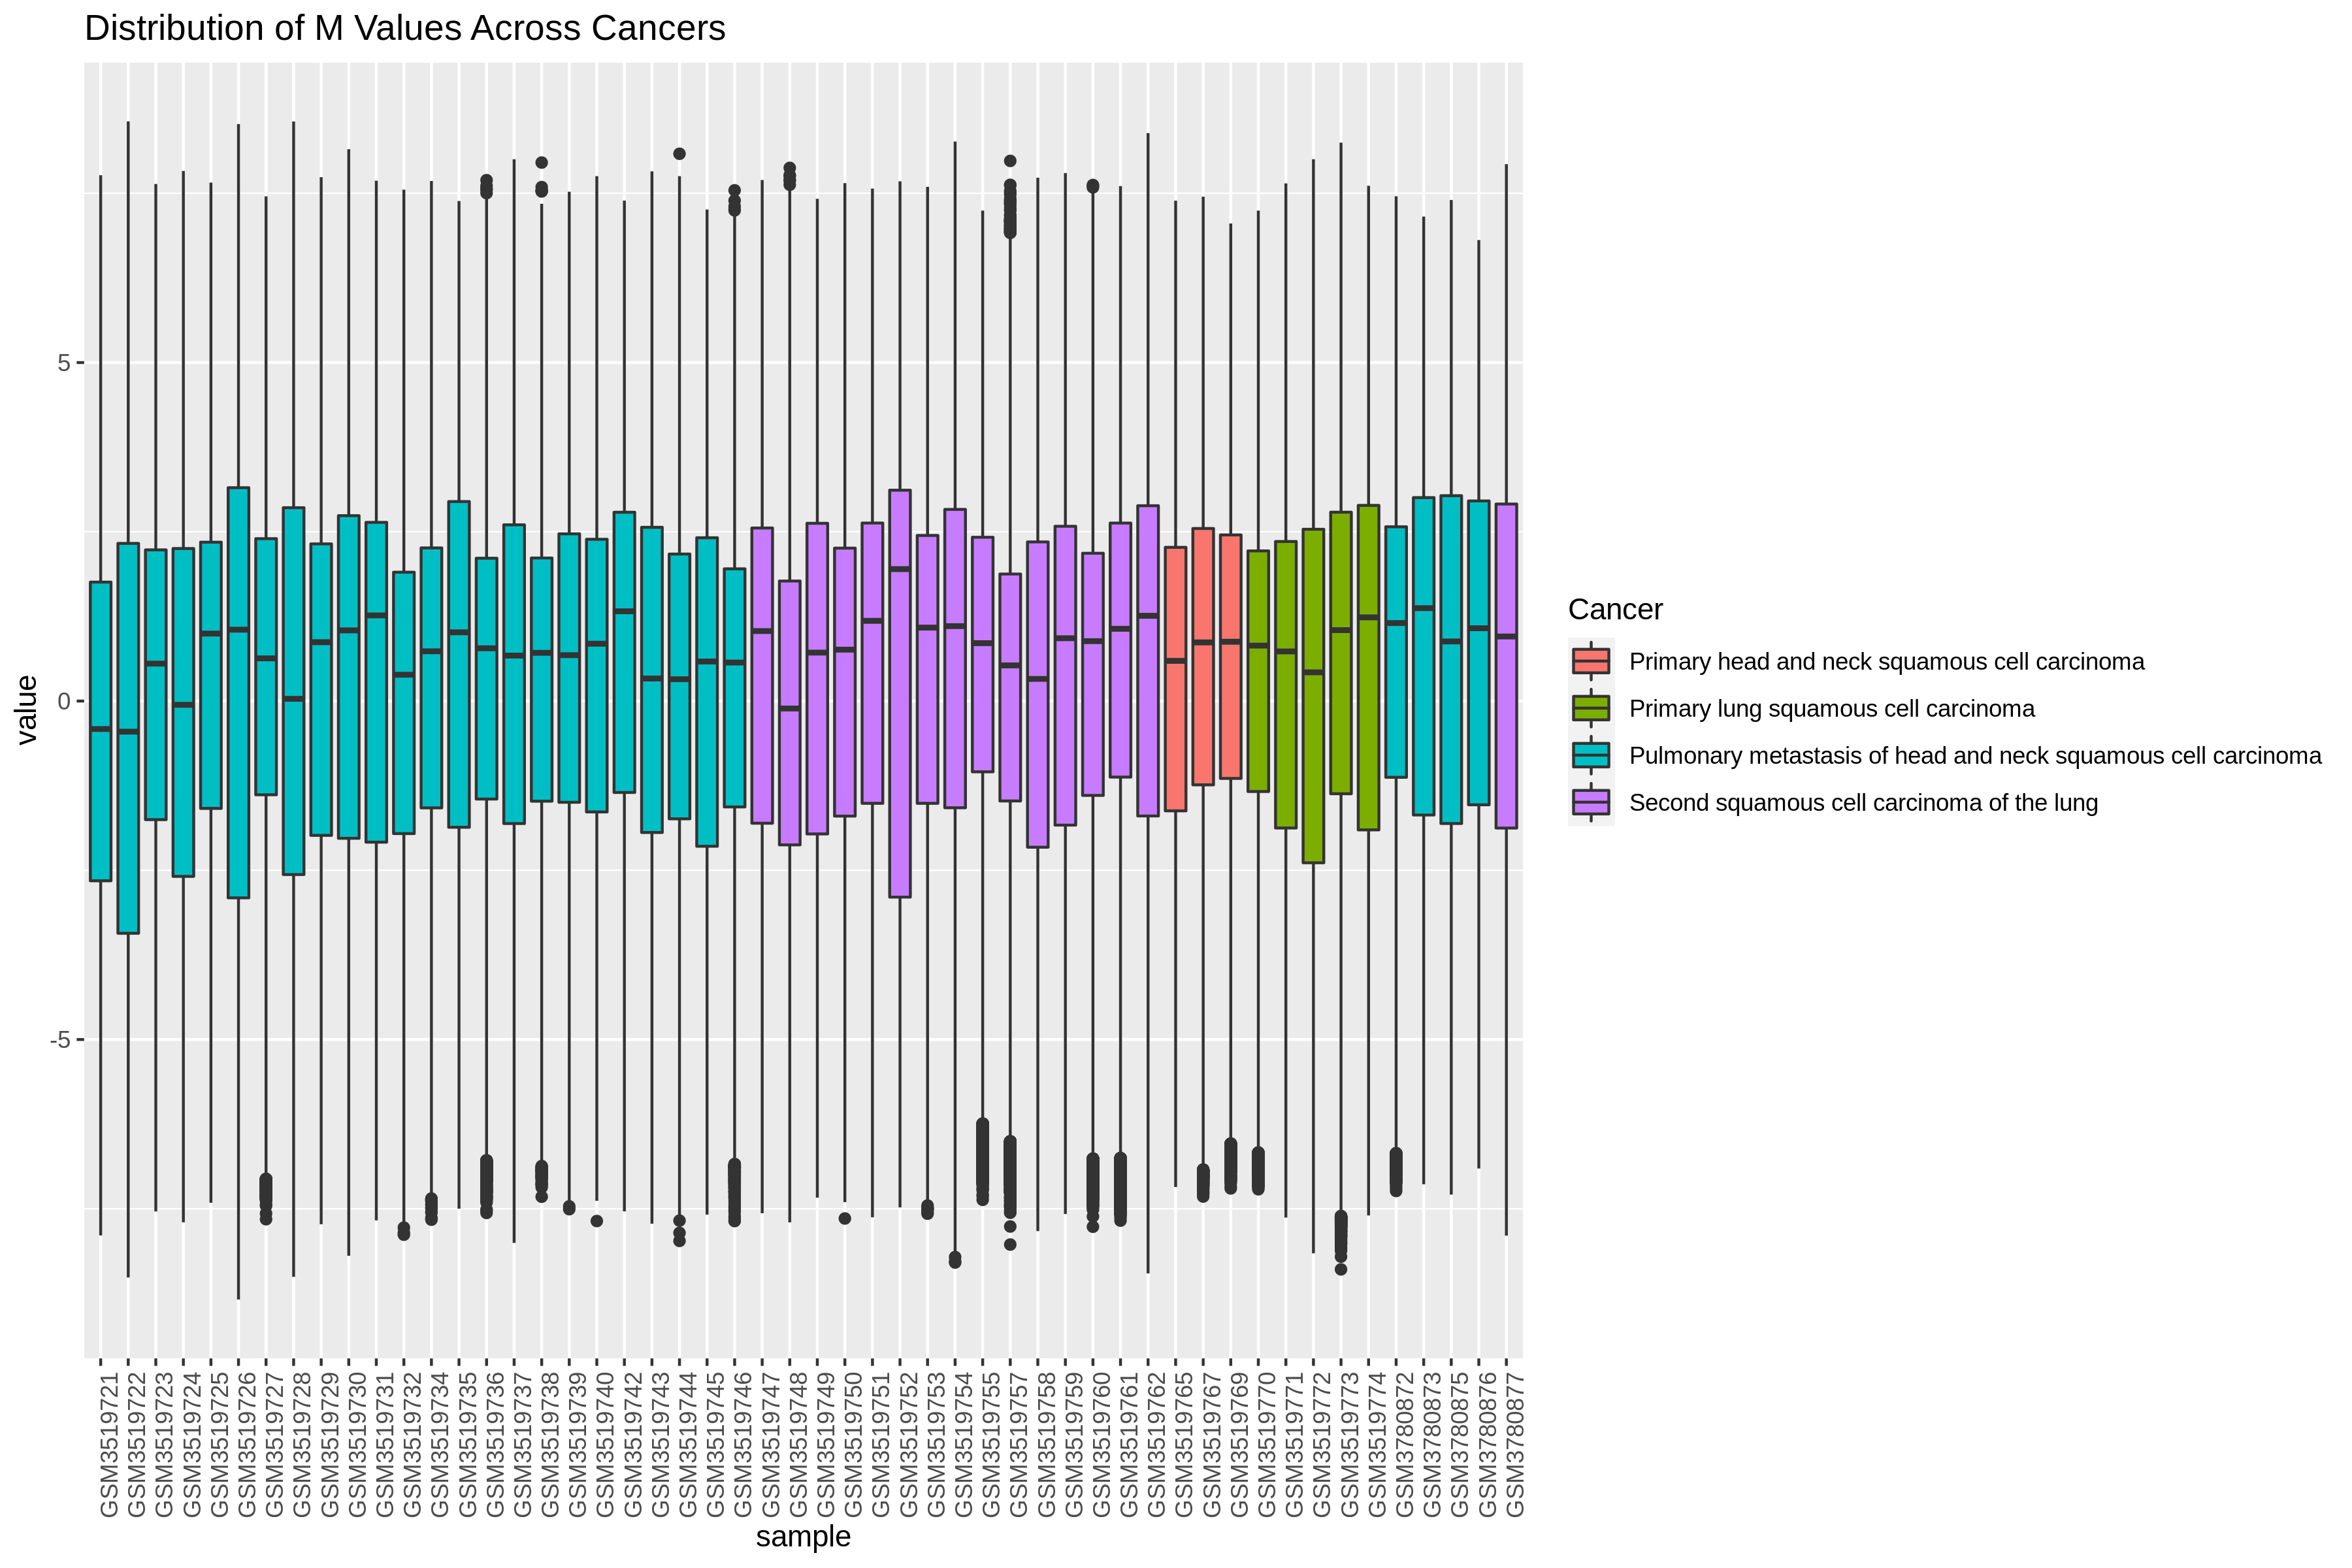 Distribution of M Values Across Cancers
value
5
0
-5
GSM3519721
GSM3519722
GSM3519723
GSM3519724
GSM3519725
GSM3519726
GSM3519727
GSM3519728
GSM3519729
GSM3519730
GSM3519731
GSM3519732
GSM3519734
GSM3519735
GSM3519736
GSM3519737
GSM3519738
GSM3519739
GSM3519740
GSM3519742
GSM3519743
GSM3519744
GSM3519745
GSM3519746
GSM3519747
GSM3519748
GSM3519749
GSM3519750
GSM3519751
GSM3519752
GSM3519753
GSM3519754
GSM3519755
GSM3519757
GSM3519758
GSM3519759
GSM3519760
GSM3519761
GSM3519762
GSM3519765
GSM3519767
GSM3519769
GSM3519770
GSM3519771
GSM3519772
GSM3519773
GSM3519774
GSM3780872
GSM3780873
GSM3780875
GSM3780876
GSM3780877
sample
Cancer
Primary head and neck squamous cell carcinoma
Primary lung squamous cell carcinoma
Pulmonary metastasis of head and neck squamous cell carcinoma
Second squamous cell carcinoma of the lung